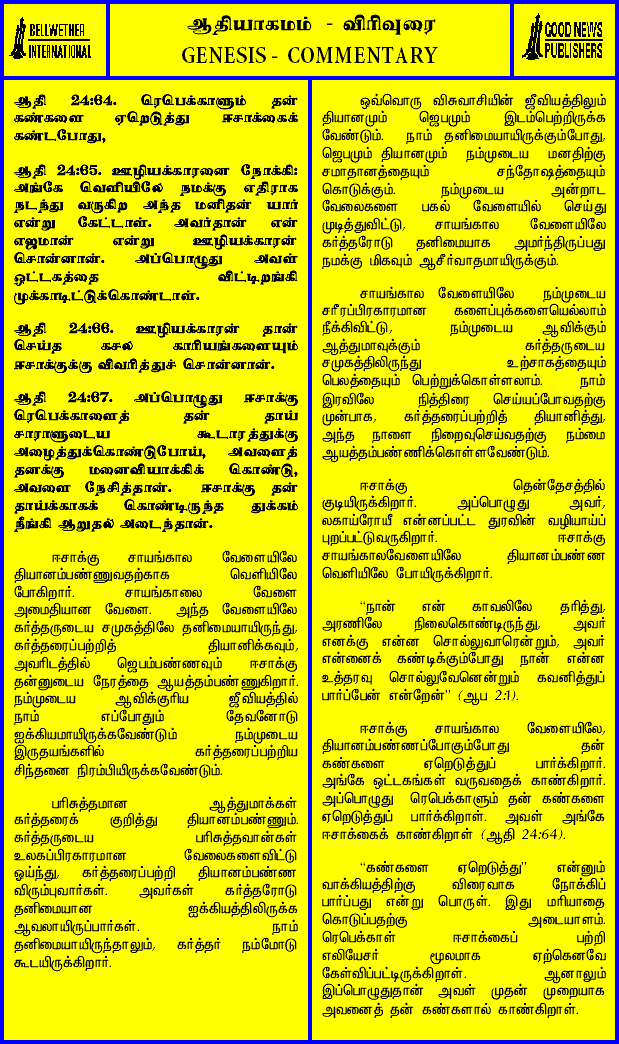 BELLWETHER
INTERNATIONAL
ஆதியாகமம் - விரிவுரை
GENESIS - COMMENTARY
GOOD NEWS
PUBLISHERS
ஆதி 24:64. ரெபெக்காளும் தன்
கண்களை ஏறெடுத்து ஈசாக்கைக்
கண்டபோது,
ஆதி 24:65. ஊழியக்காரனை நோக்கி:
அங்கே வெளியிலே நமக்கு எதிராக
நடந்து வருகிற அந்த மனிதன் யார்
என்று கேட்டாள். அவர்தான் என்
எஜமான் என்று ஊழியக்காரன்
சொன்னான். அப்பொழுது அவள்
ஒட்டகத்தை விட்டிறங்கி
முக்காடிட்டுக்கொண்டாள்.
ஆதி 24:66. ஊழியக்காரன் தான்
செய்த சகல காரியங்களையும்
ஈசாக்குக்கு விவரித்துச் சொன்னான்.
ஆதி 24:67. அப்பொழுது ஈசாக்கு
ரெபெக்காளைத் தன் தாய்
சாராளுடைய கூடாரத்துக்கு
அழைத்துக்கொண்டுபோய், அவளைத்
தனக்கு மனைவியாக்கிக் கொண்டு,
அவளை நேசித்தான். ஈசாக்கு தன்
தாய்க்காகக் கொண்டிருந்த துக்கம்
நீங்கி ஆறுதல் அடைந்தான்.
ஈசாக்கு சாயங்கால வேளையிலே
தியானம்பண்ணுவதற்காக வெளியிலே
போகிறார். சாயங்காலை வேளை
அமைதியான வேளை. அந்த வேளையிலே
கர்த்தருடைய சமுகத்திலே தனிமையாயிருந்து,
கர்த்தரைப்பற்றித் தியானிக்கவும்,
அவரிடத்தில் ஜெபம்பண்ணவும் ஈசாக்கு
தன்னுடைய நேரத்தை ஆயத்தம்பண்ணுகிறார்.
நம்முடைய ஆவிக்குரிய ஜீவியத்தில்
நாம் எப்போதும் தேவனோடு
ஐக்கியமாயிருக்கவேண்டும் நம்முடைய
இருதயங்களில் கர்த்தரைப்பற்றிய
சிந்தனை நிரம்பியிருக்கவேண்டும்.
பரிசுத்தமான ஆத்துமாக்கள்
கர்த்தரைக் குறித்து தியானம்பண்ணும்.
கர்த்தருடைய பரிசுத்தவான்கள்
உலகப்பிரகாரமான வேலைகளைவிட்டு
ஓய்ந்து, கர்த்தரைப்பற்றி தியானம்பண்ண
விரும்புவார்கள். அவர்கள் கர்த்தரோடு
தனிமையான ஐக்கியத்திலிருக்க
ஆவலாயிருப்பார்கள். நாம்
தனிமையாயிருந்தாலும், கர்த்தர் நம்மோடு
கூடயிருக்கிறார்.
ஒவ்வொரு விசுவாசியின் ஜீவியத்திலும்
தியானமும் ஜெபமும் இடம்பெற்றிருக்க
வேண்டும். நாம் தனிமையாயிருக்கும்போது,
ஜெபமும் தியானமும் நம்முடைய மனதிற்கு
சமாதானத்தையும் சந்தோஷத்தையும்
கொடுக்கும். நம்முடைய அன்றாட
வேலைகளை பகல் வேளையில் செய்து
முடித்துவிட்டு, சாயங்கால வேளையிலே
கர்த்தரோடு தனிமையாக அமர்ந்திருப்பது
நமக்கு மிகவும் ஆசீர்வாதமாயிருக்கும்.
சாயங்கால வேளையிலே நம்முடைய
சரீரப்பிரகாரமான களைப்புக்களையெல்லாம்
நீக்கிவிட்டு, நம்முடைய ஆவிக்கும்
ஆத்துமாவுக்கும் கர்த்தருடைய
சமுகத்திலிருந்து உற்சாகத்தையும்
பெலத்தையும் பெற்றுக்கொள்ளலாம். நாம்
இரவிலே நித்திரை செய்யப்போவதற்கு
முன்பாக, கர்த்தரைப்பற்றித் தியானித்து,
அந்த நாளை நிறைவுசெய்வதற்கு நம்மை
ஆயத்தம்பண்ணிக்கொள்ளவேண்டும்.
ஈசாக்கு தென்தேசத்தில்
குடியிருக்கிறார். அப்பொழுது அவர்,
லகாய்ரோயீ என்னப்பட்ட துரவின் வழியாய்ப்
புறப்பட்டுவருகிறார். ஈசாக்கு
சாயங்காலவேளையிலே தியானம்பண்ண
வெளியிலே போயிருக்கிறார்.
“நான் என் காவலிலே தரித்து,
அரணிலே நிலைகொண்டிருந்து, அவர்
எனக்கு என்ன சொல்லுவாரென்றும், அவர்
என்னைக் கண்டிக்கும்போது நான் என்ன
உத்தரவு சொல்லுவேனென்றும் கவனித்துப்
பார்ப்பேன் என்றேன்” (ஆப 2:1).
ஈசாக்கு சாயங்கால வேளையிலே,
தியானம்பண்ணப்போகும்போது தன்
கண்களை ஏறெடுத்துப் பார்க்கிறார்.
அங்கே ஒட்டகங்கள் வருவதைக் காண்கிறார்.
அப்பொழுது ரெபெக்காளும் தன் கண்களை
ஏறெடுத்துப் பார்க்கிறாள். அவள் அங்கே
ஈசாக்கைக் காண்கிறாள் (ஆதி 24:64).
“கண்களை ஏறெடுத்து” என்னும்
வாக்கியத்திற்கு விரைவாக நோக்கிப்
பார்ப்பது என்று பொருள். இது மரியாதை
கொடுப்பதற்கு அடையாளம்.
ரெபெக்காள் ஈசாக்கைப் பற்றி
எலியேசர் மூலமாக ஏற்கெனவே
கேள்விப்பட்டிருக்கிறாள். ஆனாலும்
இப்பொழுதுதான் அவள் முதன் முறையாக
அவனைத் தன் கண்களால் காண்கிறாள்.